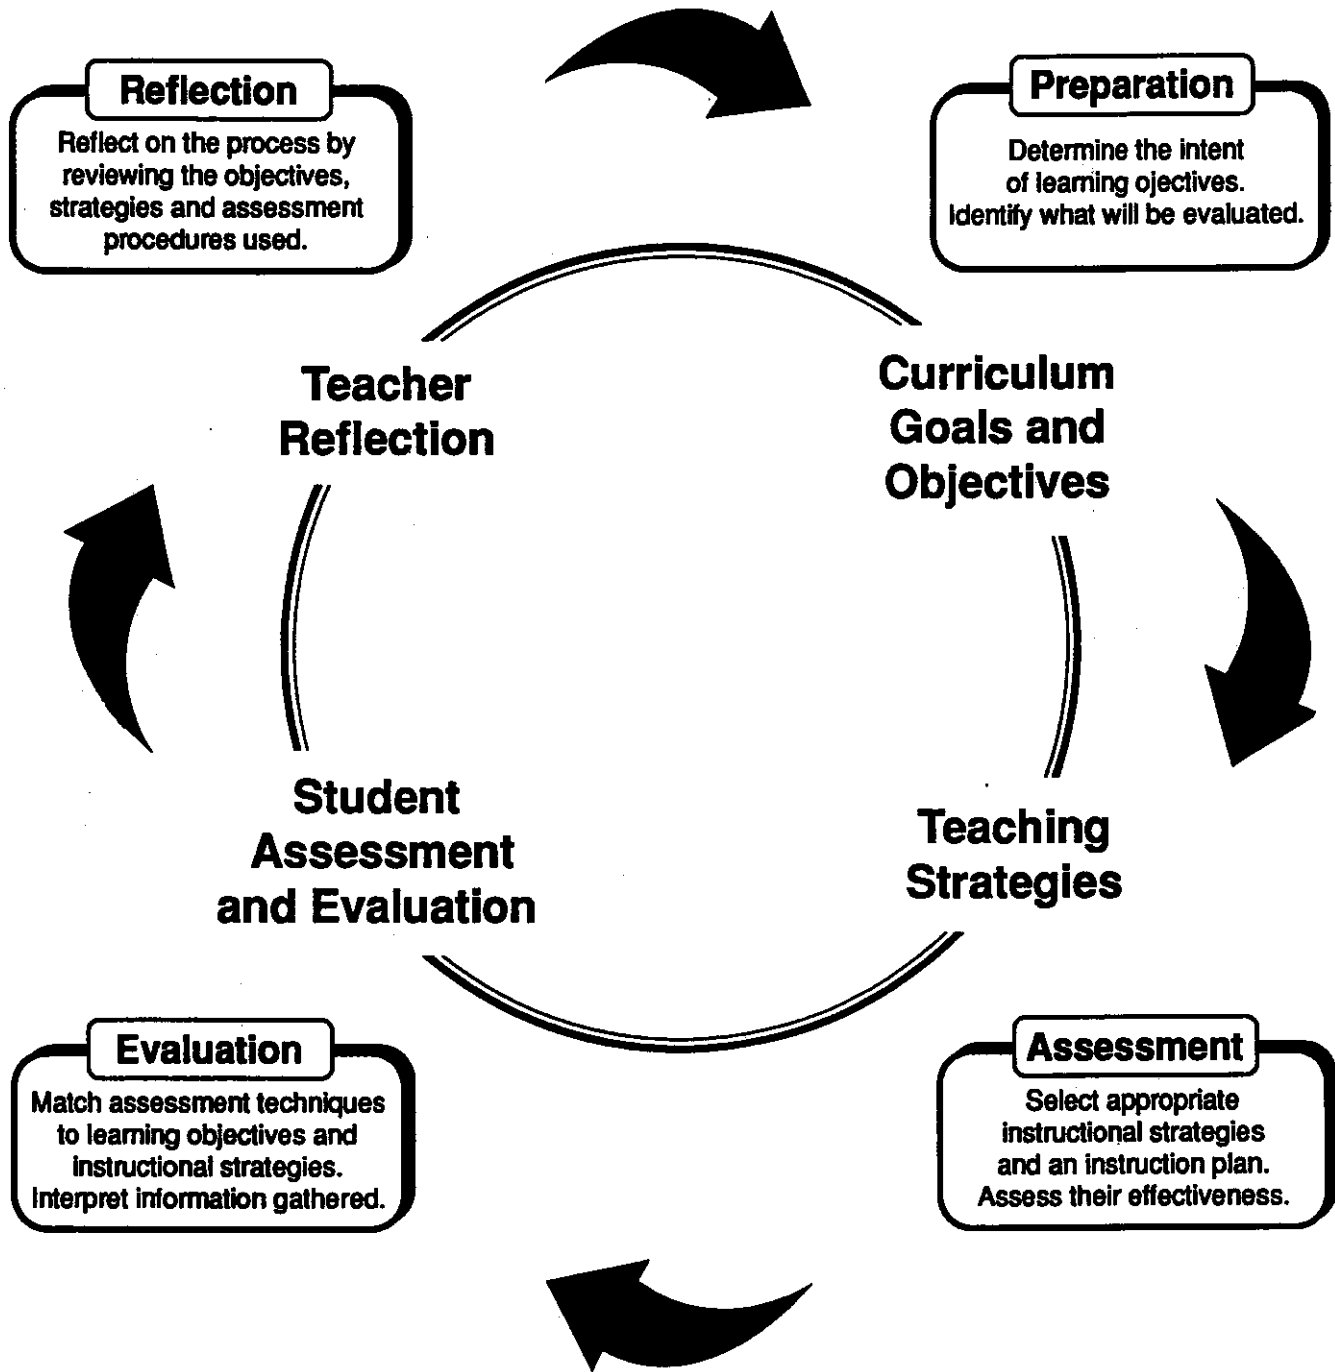 Reflection
Reflect on the process by
reviewing the objectives,
strategies and assessment
procedures used.
Preparation
Determine the intent
of learning ojectives.
Identify what will be evaluated.
Teacher
Reflection
Curriculum
Goals and
Objectives
Student
Assessment
and Evaluation
Teaching
Strategies
Evaluation
Match assessment techniques
to learning objectives and
instructional strategies.
Interpret information gathered.
Assessment
Select appropriate
instructional strategies
and an instruction plan.
Assess their effectiveness.